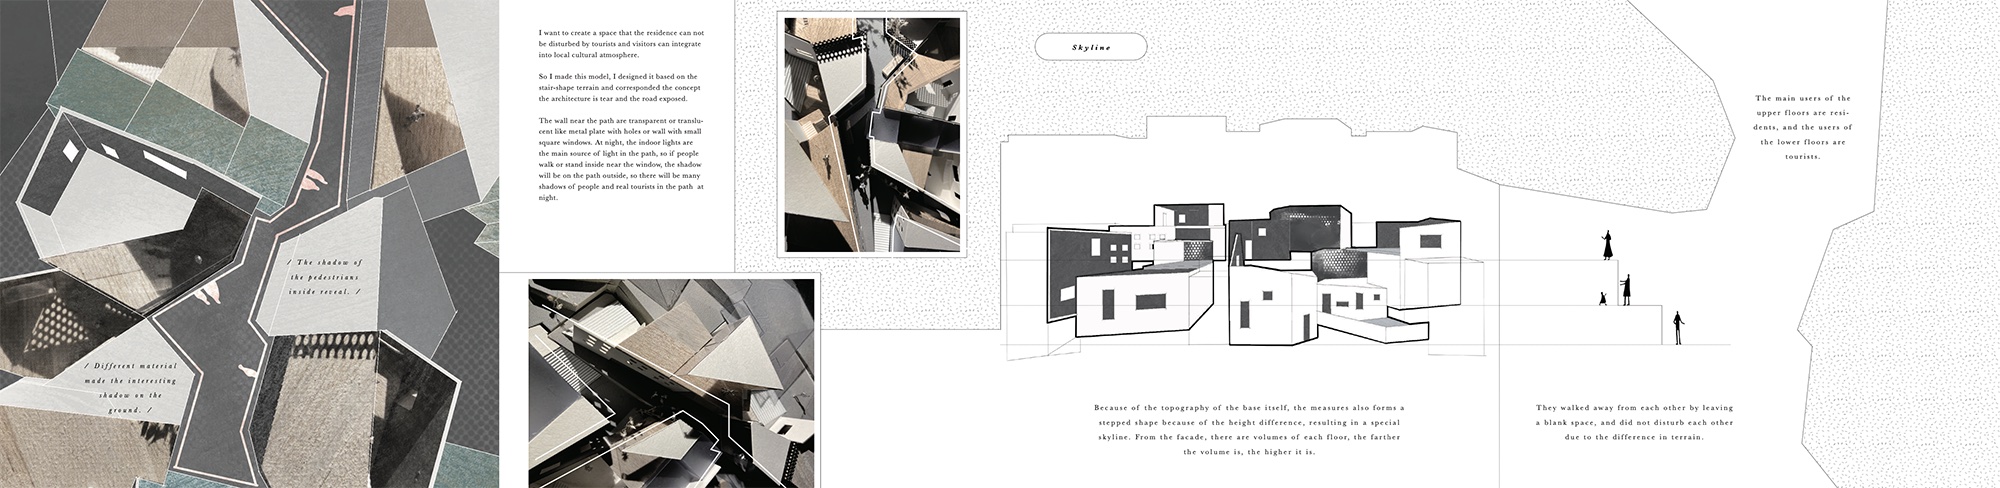 I want to create a space that the residence can not
be disturbed by tourists and visitors can integrate
into local cultural atmosphere.
So I made this model, I designed it based on the
stair-shape terrain and corresponded the concept
the architecture is tear and the road exposed.
The wall near the path are transparent or translu-
cent like metal plate with holes or wall with small
square windows. At night, the indoor lights are
the main source of light in the path, so if people
walk or stand inside near the window, the shadow
will be on the path outside, so there will be many
shadows of people and real tourists in the path at
night.
/ The shadow of
the pedestrians
inside reveal. /
/ Different material
made the interesting
shadow on the
ground. /
Skyline
The main users of the
upper floors are resi-
dents, and the users of
the lower floors are
tourists.
Because of the topography of the base itself, the measures also forms a
stepped shape because of the height difference, resulting in a special
skyline. From the facade, there are volumes of each floor, the farther
the volume is, the higher it is.
They walked away from each other by leaving
a blank space, and did not disturb each other
due to the difference in terrain.